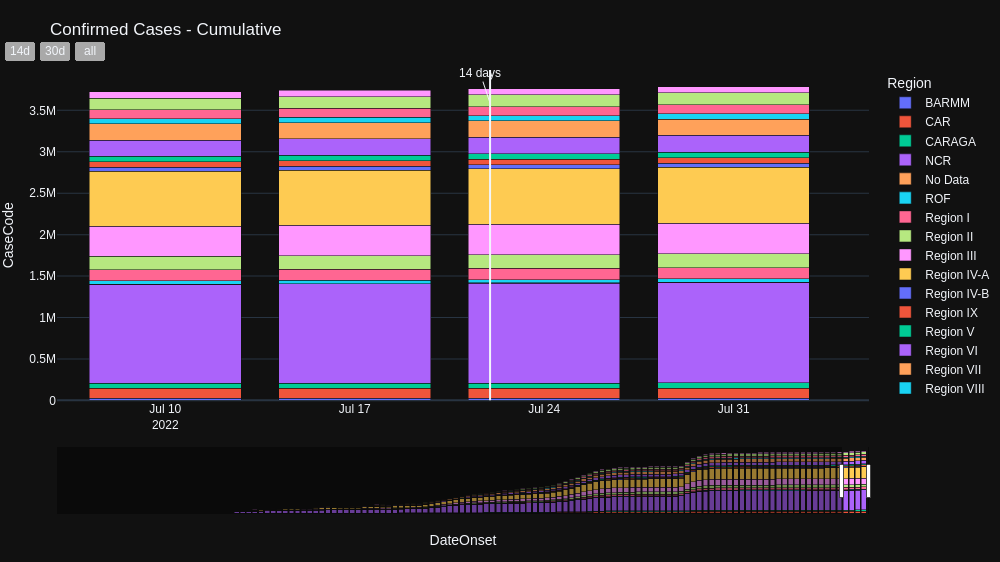 Confirmed Cases - Cumulative
14d 30d all
14 days
Region
BARMM
CAR
CARAGA
NCR
No Data
ROF
Region I
Region II
Region III
Region IV-A
Region IV-B
Region IX
Region V
Region VI
Region VII
Region VIII
3.5M
3M
2.5M
2M
1.5M
1M
0.5M
0
CaseCode
Jul 10 Jul 17 Jul 24 Jul 31
2022
DateOnset